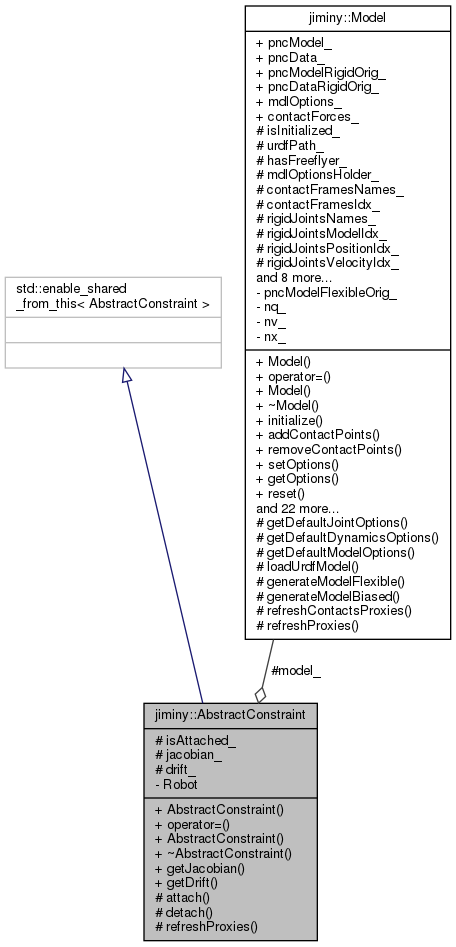 jiminy::Model
+ pncModel_
+ pncData_
+ pncModelRigidOrig_
+ pncDataRigidOrig_
+ mdlOptions_
+ contactForces_
# isInitialized_
# urdfPath_
# hasFreeflyer_
# mdlOptionsHolder_
# contactFramesNames_
# contactFramesIdx_
# rigidJointsNames_
# rigidJointsModelIdx_
# rigidJointsPositionIdx_
# rigidJointsVelocityIdx_
and 8 more...
- pncModelFlexibleOrig_
- nq_
- nv_
- nx_
+ Model()
+ operator=()
+ Model()
+ ~Model()
+ initialize()
+ addContactPoints()
+ removeContactPoints()
+ setOptions()
+ getOptions()
+ reset()
and 22 more...
# getDefaultJointOptions()
# getDefaultDynamicsOptions()
# getDefaultModelOptions()
# loadUrdfModel()
# generateModelFlexible()
# generateModelBiased()
# refreshContactsProxies()
# refreshProxies()
std::enable_shared
_from_this< AbstractConstraint >
#model_
jiminy::AbstractConstraint
# isAttached_
# jacobian_
# drift_
- Robot
+ AbstractConstraint()
+ operator=()
+ AbstractConstraint()
+ ~AbstractConstraint()
+ getJacobian()
+ getDrift()
# attach()
# detach()
# refreshProxies()